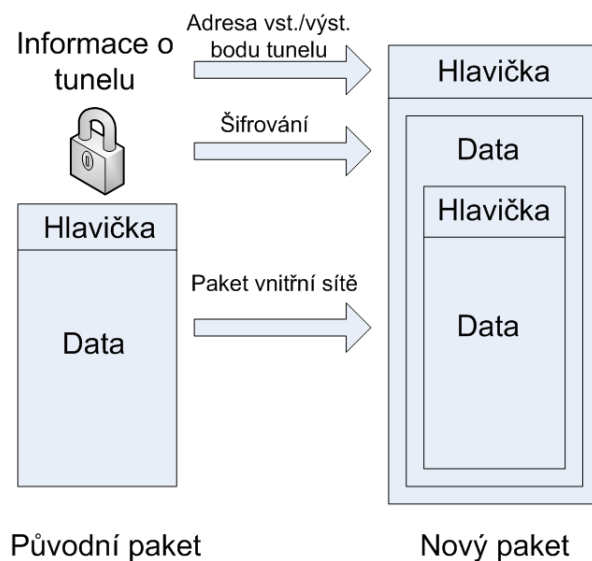 Informace o
tunelu
Hlavička
Data
Původní paket
Adresa vst./výst.
bodu tunelu
Šifrování
Paket vnitřní sítě
Hlavička
Data
Hlavička
Data
Nový paket